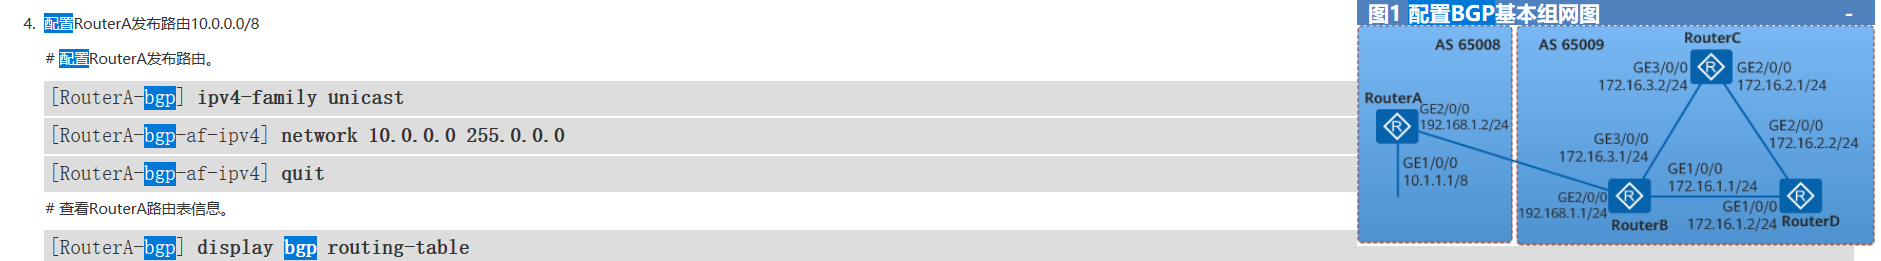 4. 配置RouterA发布路由10.0.0.0/8
# 配置RouterA发布路由。
[RouterA-bgp] ipv4-family unicast
[RouterA-bgp-af-ipv4] network 10.0.0.0 255.0.0.0
[RouterA-bgp-af-ipv4] quit
# 查看RouterA路由表信息。
[RouterA-bgp] display bgp routing-table
图1 配置BGP基本组网图 -
AS 65008
AS 65009
RouterC
GE3/0/0
172.16.3.2/24
GE2/0/0
172.16.2.1/24
RouterA
GE2/0/0
192.168.1.2/24
GE1/0/0
10.1.1.1/8
GE3/0/0
172.16.3.1/24
GE2/0/0
172.16.2.2/24
GE1/0/0
172.16.1.1/24
GE2/0/0
192.168.1.1/24
RouterB
GE1/0/0
172.16.1.2/24
RouterD
R
R
R
R